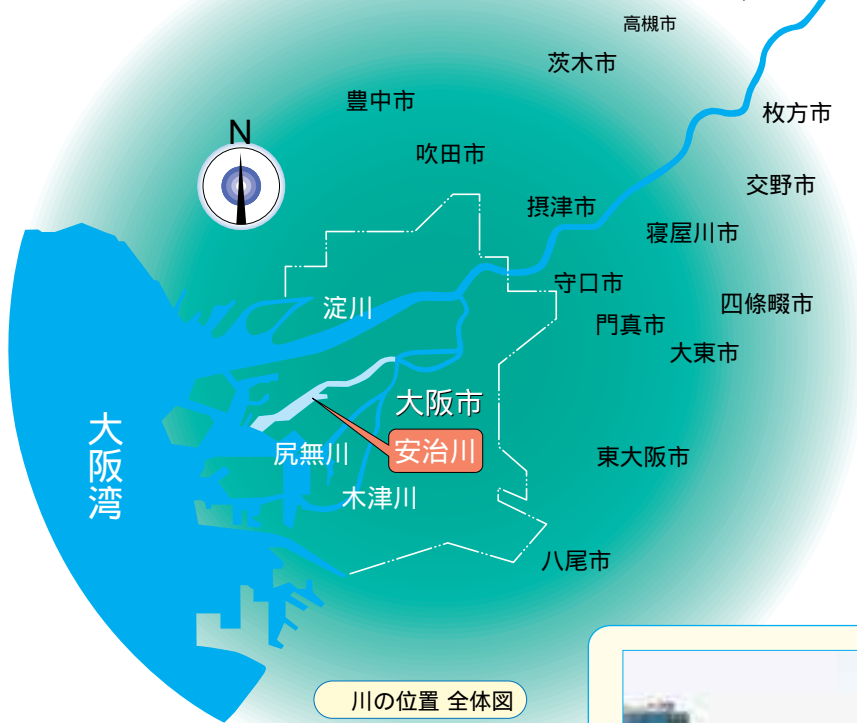 高槻市
茨木市
豊中市
枚方市
N
吹田市
交野市
摂津市
寝屋川市
守口市
四條畷市
淀川
門真市
大東市
大阪市
大阪湾
尻無川
安治川
東大阪市
木津川
八尾市
川の位置 全体図